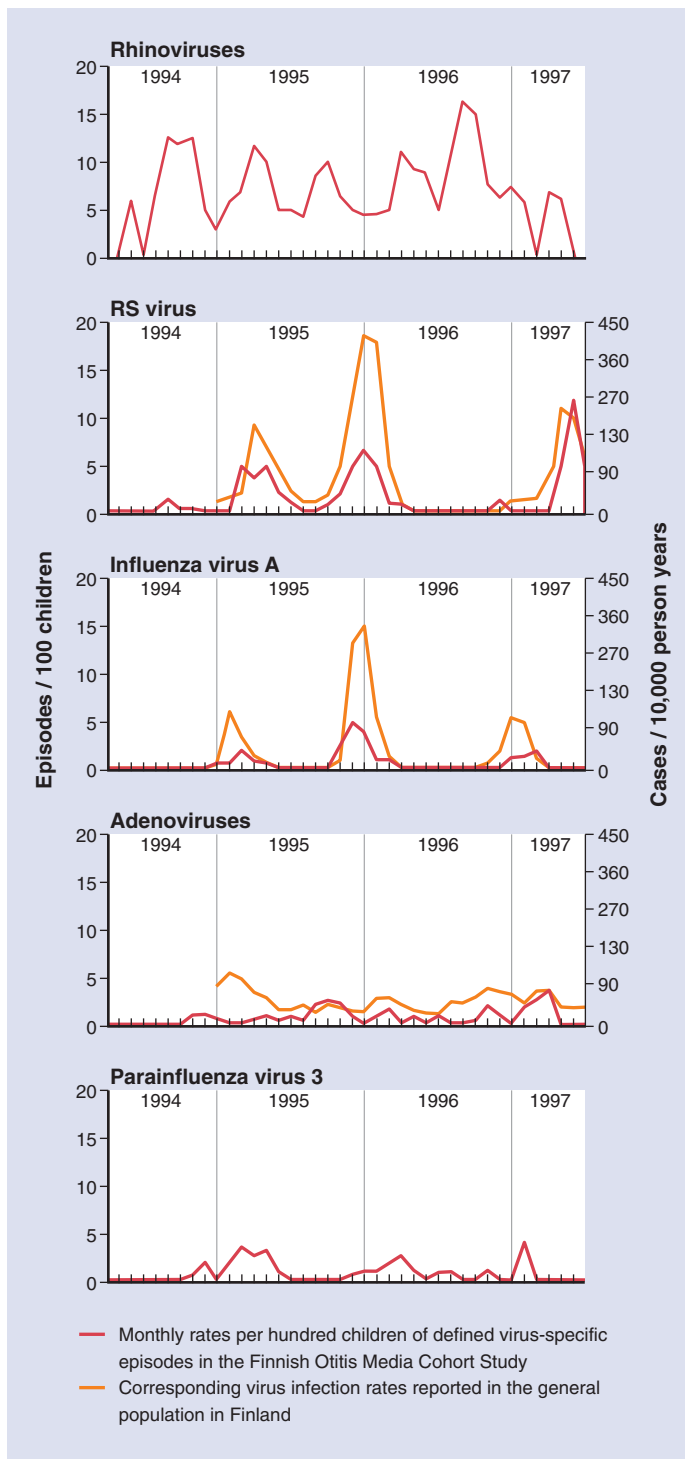 Rhinoviruses
20
15
10
5
0
1994 1995 1996 1997
RS virus
20
15
10
5
0
1994 1995 1996 1997
450
360
270
130
90
0
Influenza virus A
20
15
10
5
0
1994 1995 1996 1997
450
360
270
130
90
0
Episodes / 100 children
Cases / 10,000 person years
Adenoviruses
20
15
10
5
0
1994 1995 1996 1997
450
360
270
130
90
0
Parainfluenza virus 3
20
15
10
5
0
1994 1995 1996 1997
Monthly rates per hundred children of defined virus-specific
episodes in the Finnish Otitis Media Cohort Study
Corresponding virus infection rates reported in the general
population in Finland